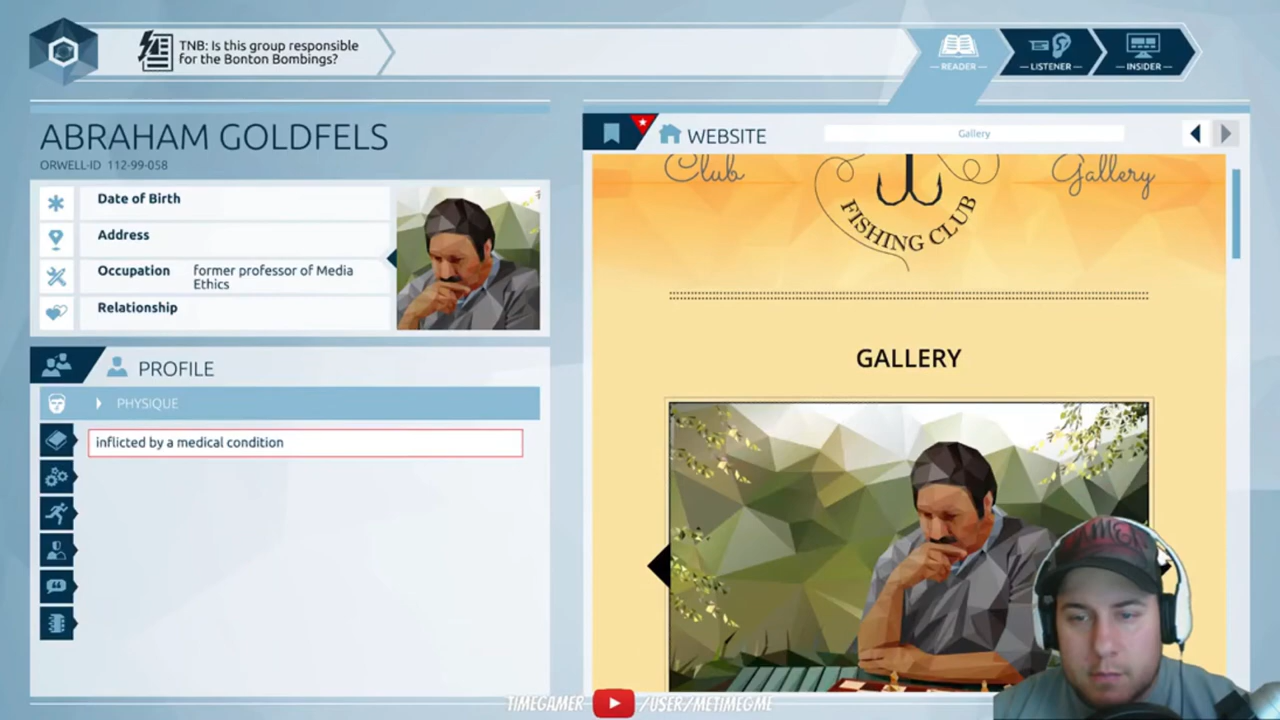 TNB: Is this group responsible
for the Bonton Bombings?
— READER —
— LISTENER —
— INSIDER —
ABRAHAM GOLDFELS
ORWELL-ID 112-99-058
Date of Birth
Address
Occupation former professor of Media
Ethics
Relationship
PROFILE
PHYSIQUE
inflicted by a medical condition
WEBSITE
Gallery
Club
Gallery
FISHING CLUB
GALLERY
TIMEGAMER /USER/METIMEGME